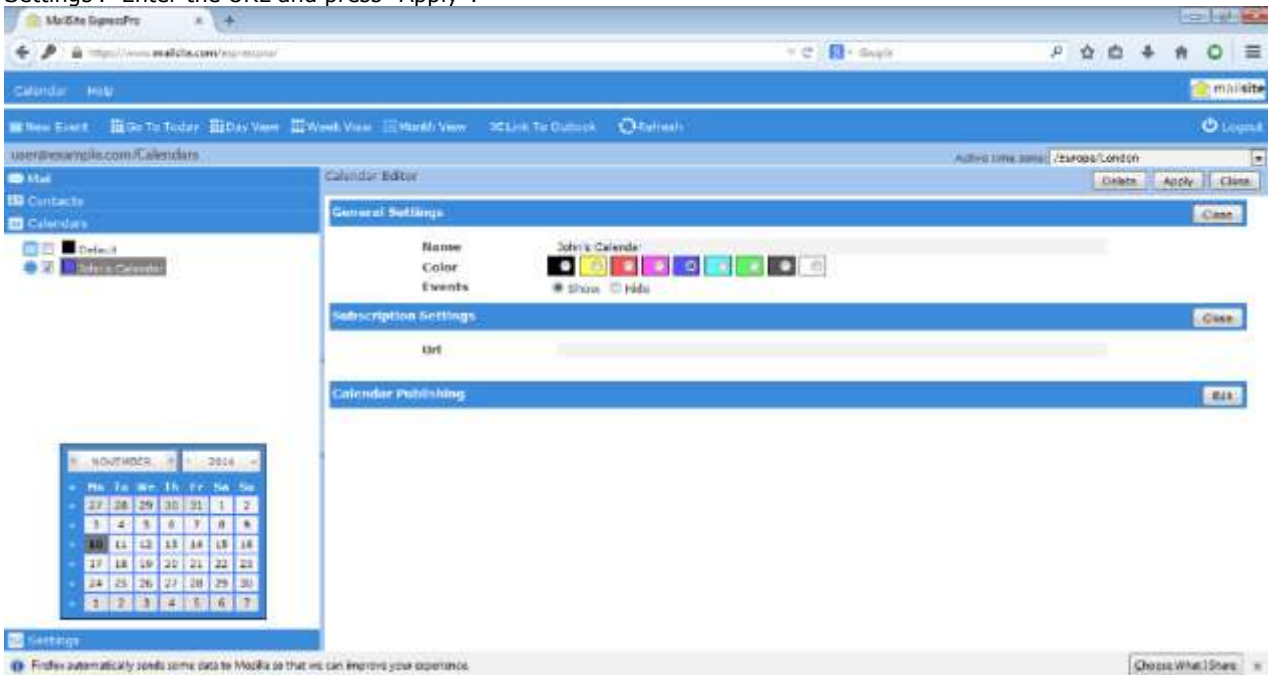 Settings". Enter the URL and press "Apply".
MailSite ExpressPro
https://www.mailsite.com/expresspro/
Google
Calendar Help
mailsite
New Event Go To Today Day View Week View Month View Link To Outlook Refresh
Logout
user@example.com/Calendars
Active time zone: /Europe/London
Mail
Calendar Editor
Delete Apply Close
Contacts
General Settings Close
Calendars
Default
Name John's Calendar
John's Calendar
Color
Events Show Hide
Subscription Settings Close
Url
Calendar Publishing Edit
NOVEMBER 2014
Mo Tu We Th Fr Sa Su
27 28 29 30 31 1 2
3 4 5 6 7 8 9
10 11 12 13 14 15 16
17 18 19 20 21 22 23
24 25 26 27 28 29 30
1 2 3 4 5 6 7
Settings
Firefox automatically sends some data to Mozilla so that we can improve your experience.
Choose What I Share